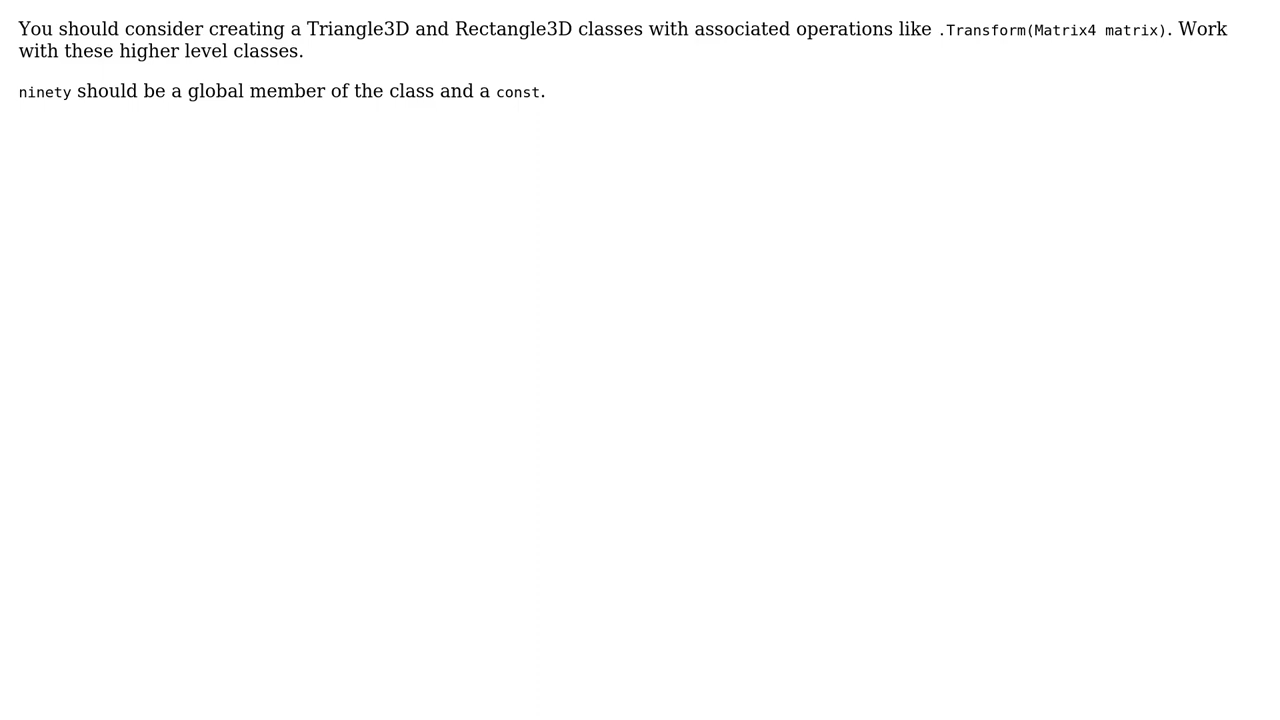 You should consider creating a Triangle3D and Rectangle3D classes with associated operations like .Transform(Matrix4 matrix). Work
with these higher level classes.
ninety should be a global member of the class and a const.